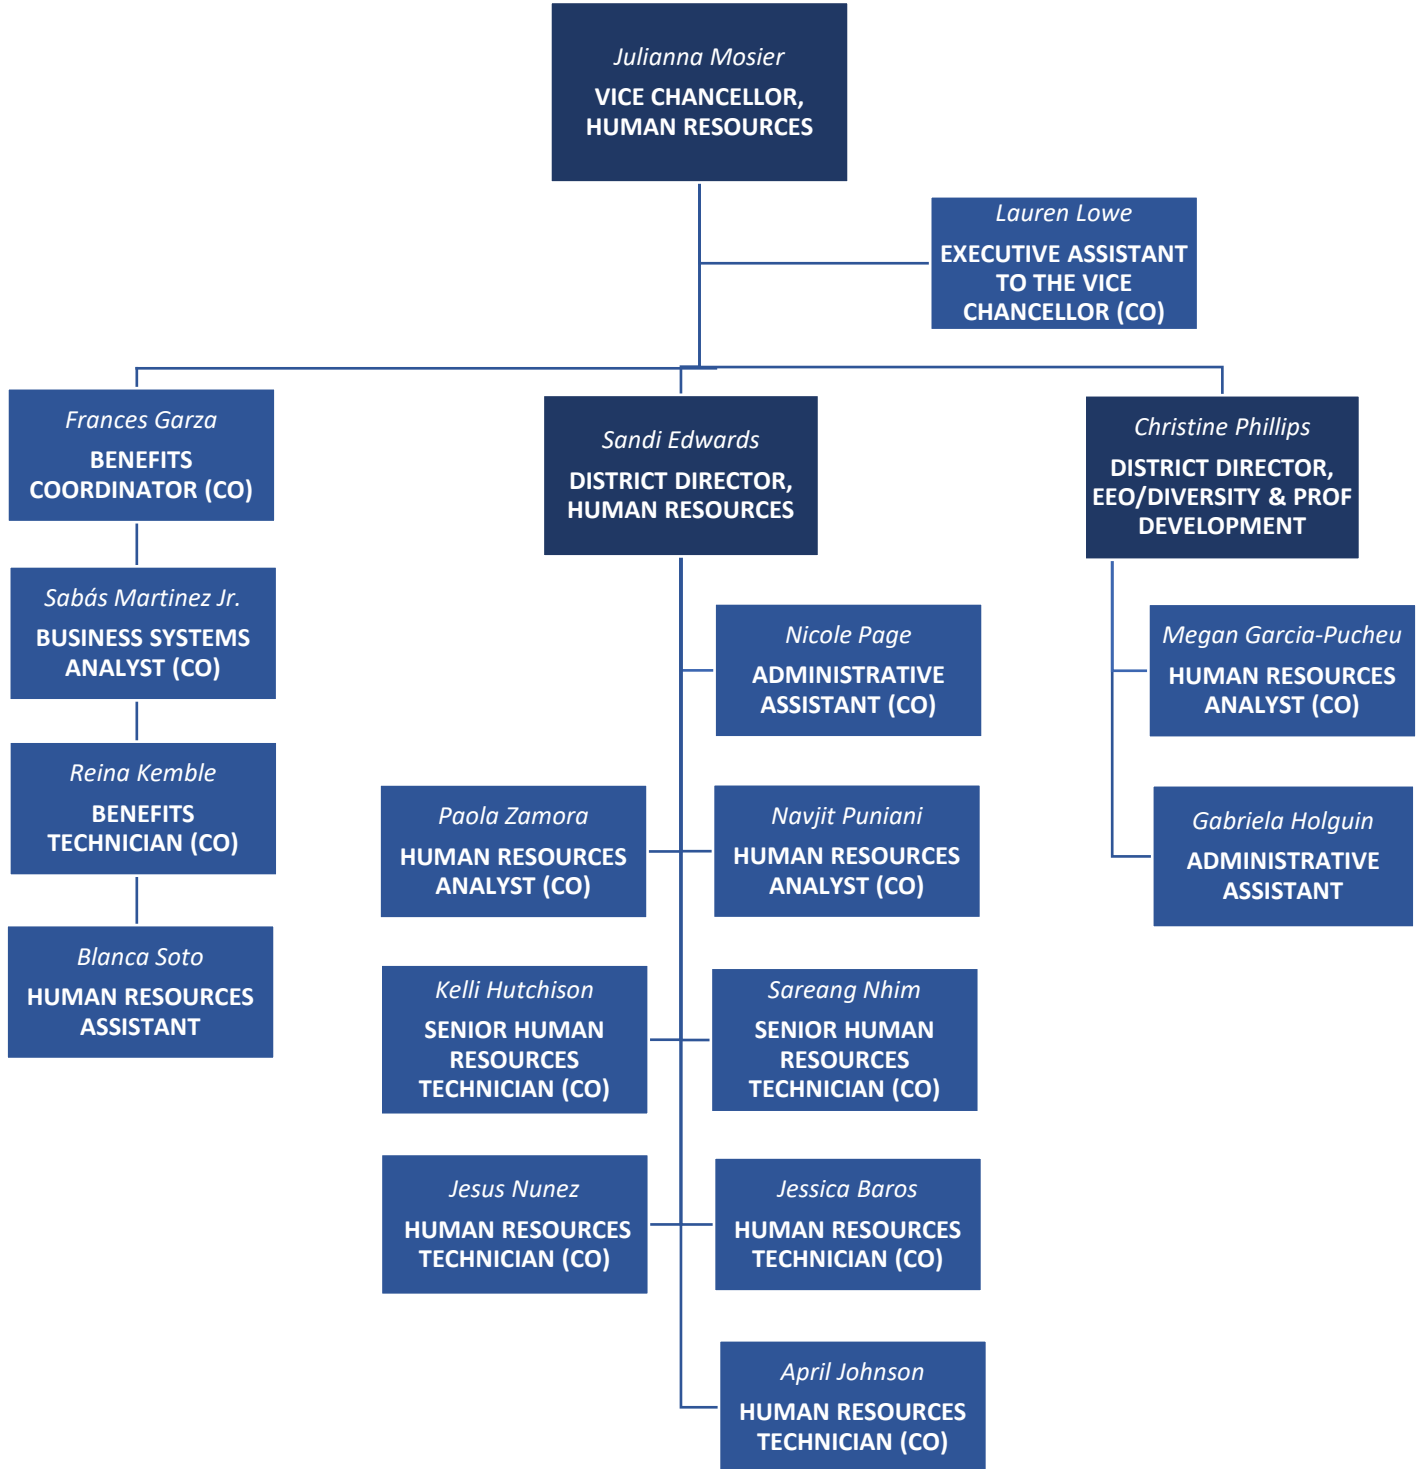 Julianna Mosier
VICE CHANCELLOR,
HUMAN RESOURCES
Lauren Lowe
EXECUTIVE ASSISTANT
TO THE VICE
CHANCELLOR (CO)
Frances Garza
BENEFITS
COORDINATOR (CO)
Sabás Martinez Jr.
BUSINESS SYSTEMS
ANALYST (CO)
Reina Kemble
BENEFITS
TECHNICIAN (CO)
Blanca Soto
HUMAN RESOURCES
ASSISTANT
Sandi Edwards
DISTRICT DIRECTOR,
HUMAN RESOURCES
Nicole Page
ADMINISTRATIVE
ASSISTANT (CO)
Paola Zamora
HUMAN RESOURCES
ANALYST (CO)
Navjit Puniani
HUMAN RESOURCES
ANALYST (CO)
Kelli Hutchison
SENIOR HUMAN
RESOURCES
TECHNICIAN (CO)
Sareang Nhim
SENIOR HUMAN
RESOURCES
TECHNICIAN (CO)
Jesus Nunez
HUMAN RESOURCES
TECHNICIAN (CO)
Jessica Baros
HUMAN RESOURCES
TECHNICIAN (CO)
April Johnson
HUMAN RESOURCES
TECHNICIAN (CO)
Christine Phillips
DISTRICT DIRECTOR,
EEO/DIVERSITY & PROF
DEVELOPMENT
Megan Garcia-Pucheu
HUMAN RESOURCES
ANALYST (CO)
Gabriela Holguin
ADMINISTRATIVE
ASSISTANT